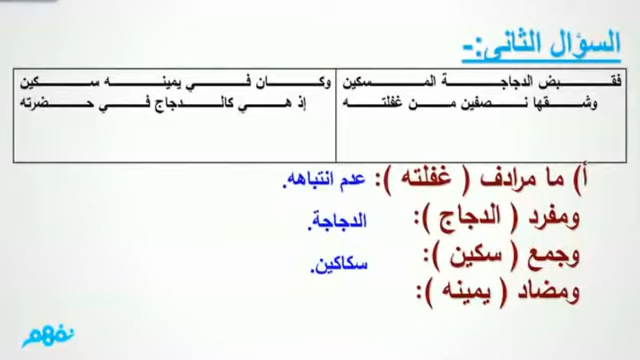 السؤال الثانى:-
فقبض الدجاجة المسكين وكان في يمينه سكين
وشقها نصفين من غفلته إذ هي كالدجاج في حضرته
أ) ما مرادف ( غفلته ): عدم انتباهه.
ومفرد ( الدجاج ): الدجاجة.
وجمع ( سكين ): سكاكين.
ومضاد ( يمينه ):
نفهم